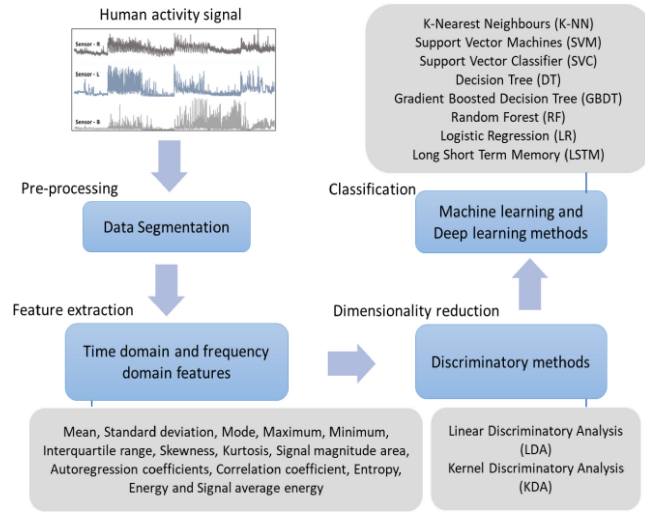 Human activity signal
Sensor - R
Sensor - L
Sensor - B
Pre-processing
Data Segmentation
Feature extraction
Time domain and frequency
domain features
Mean, Standard deviation, Mode, Maximum, Minimum,
Interquartile range, Skewness, Kurtosis, Signal magnitude area,
Autoregression coefficients, Correlation coefficient, Entropy,
Energy and Signal average energy
Dimensionality reduction
Discriminatory methods
Linear Discriminatory Analysis
(LDA)
Kernel Discriminatory Analysis
(KDA)
Classification
Machine learning and
Deep learning methods
K-Nearest Neighbours (K-NN)
Support Vector Machines (SVM)
Support Vector Classifier (SVC)
Decision Tree (DT)
Gradient Boosted Decision Tree (GBDT)
Random Forest (RF)
Logistic Regression (LR)
Long Short Term Memory (LSTM)